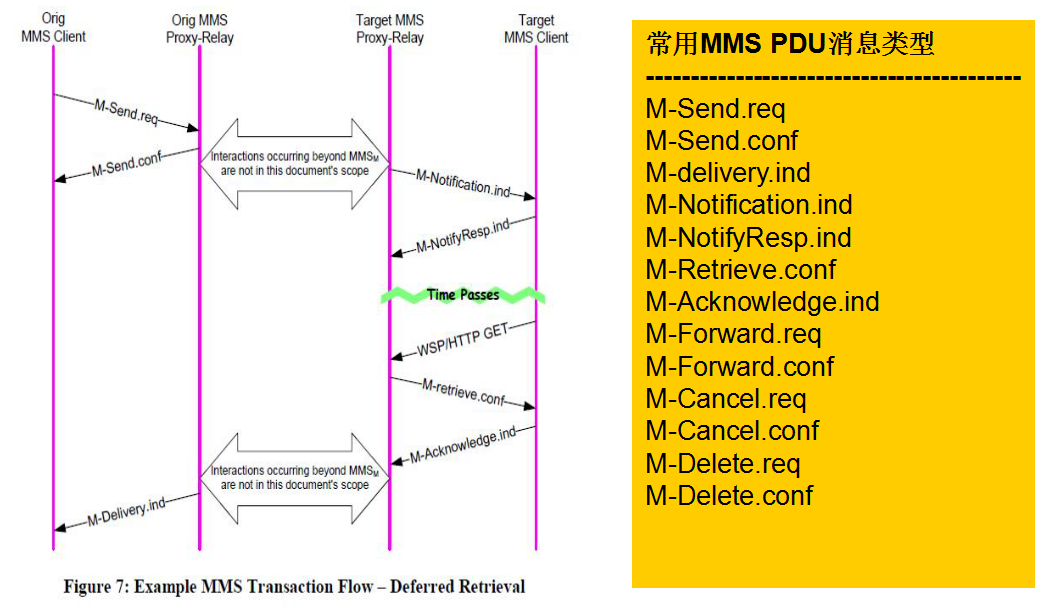 Orig
MMS Client
Orig MMS
Proxy-Relay
Target MMS
Proxy-Relay
Target
MMS Client
M-Send.req
M-Send.conf
Interactions occurring beyond MMSM
are not in this document's scope
M-Notification.ind
M-NotifyResp.ind
Time Passes
WSP/HTTP GET
M-retrieve.conf
M-Acknowledge.ind
Interactions occurring beyond MMSM
are not in this document's scope
M-Delivery.ind
Figure 7: Example MMS Transaction Flow – Deferred Retrieval
常用MMS PDU消息类型
------------------------------------------
M-Send.req
M-Send.conf
M-delivery.ind
M-Notification.ind
M-NotifyResp.ind
M-Retrieve.conf
M-Acknowledge.ind
M-Forward.req
M-Forward.conf
M-Cancel.req
M-Cancel.conf
M-Delete.req
M-Delete.conf